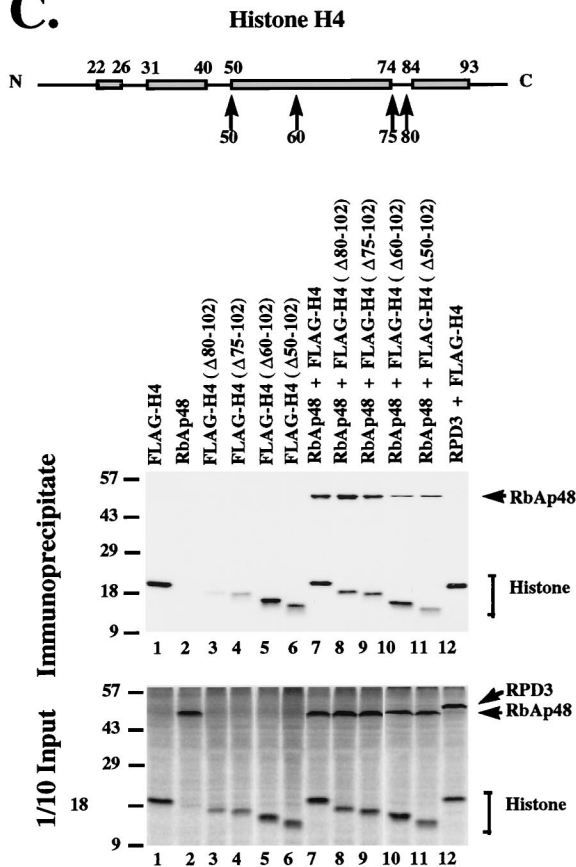 C.
Histone H4
22 26 31 40 50 74 84 93
N C
50 60 75 80
FLAG-H4
RbAp48
FLAG-H4 ( Δ80-102)
FLAG-H4 ( Δ75-102)
FLAG-H4 ( Δ60-102)
FLAG-H4 ( Δ50-102)
RbAp48 + FLAG-H4
RbAp48 + FLAG-H4 ( Δ80-102)
RbAp48 + FLAG-H4 ( Δ75-102)
RbAp48 + FLAG-H4 ( Δ60-102)
RbAp48 + FLAG-H4 ( Δ50-102)
RPD3 + FLAG-H4
Immunoprecipitate
57
43
29
18
9
RbAp48
Histone
1 2 3 4 5 6 7 8 9 10 11 12
1/10 Input
57
43
29
18
9
RPD3
RbAp48
Histone
1 2 3 4 5 6 7 8 9 10 11 12